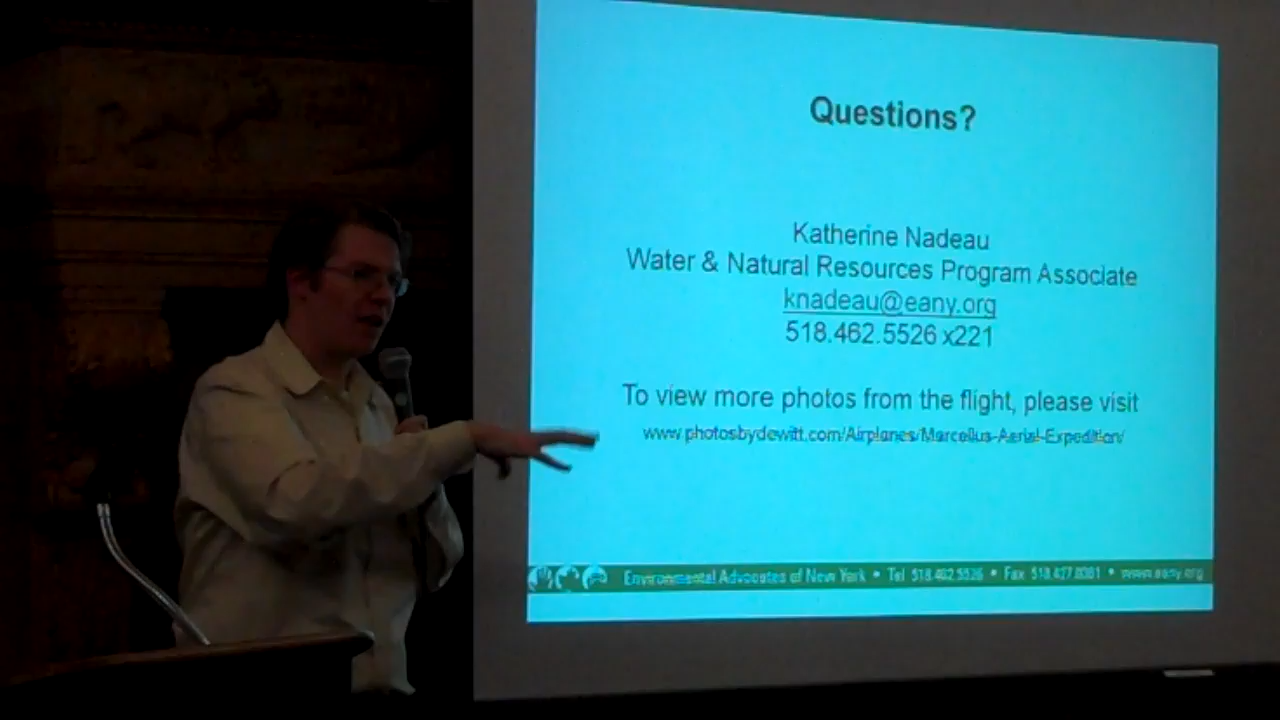 Questions?
Katherine Nadeau
Water & Natural Resources Program Associate
knadeau@eany.org
518.462.5526 x221
To view more photos from the flight, please visit
www.photosbydewitt.com/Airplanes/Marcellus-Aerial-Expedition/
Environmental Advocates of New York • Tel 518.462.5526 • Fax 518.427.0381 • www.eany.org